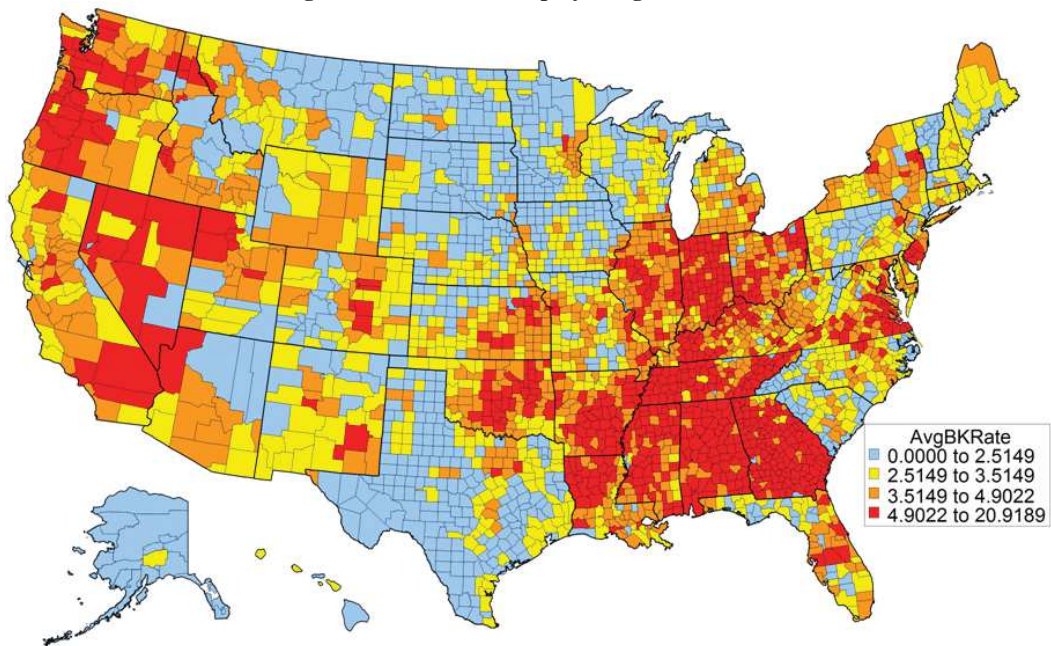 AvgBKRate
0.0000 to 2.5149
2.5149 to 3.5149
3.5149 to 4.9022
4.9022 to 20.9189